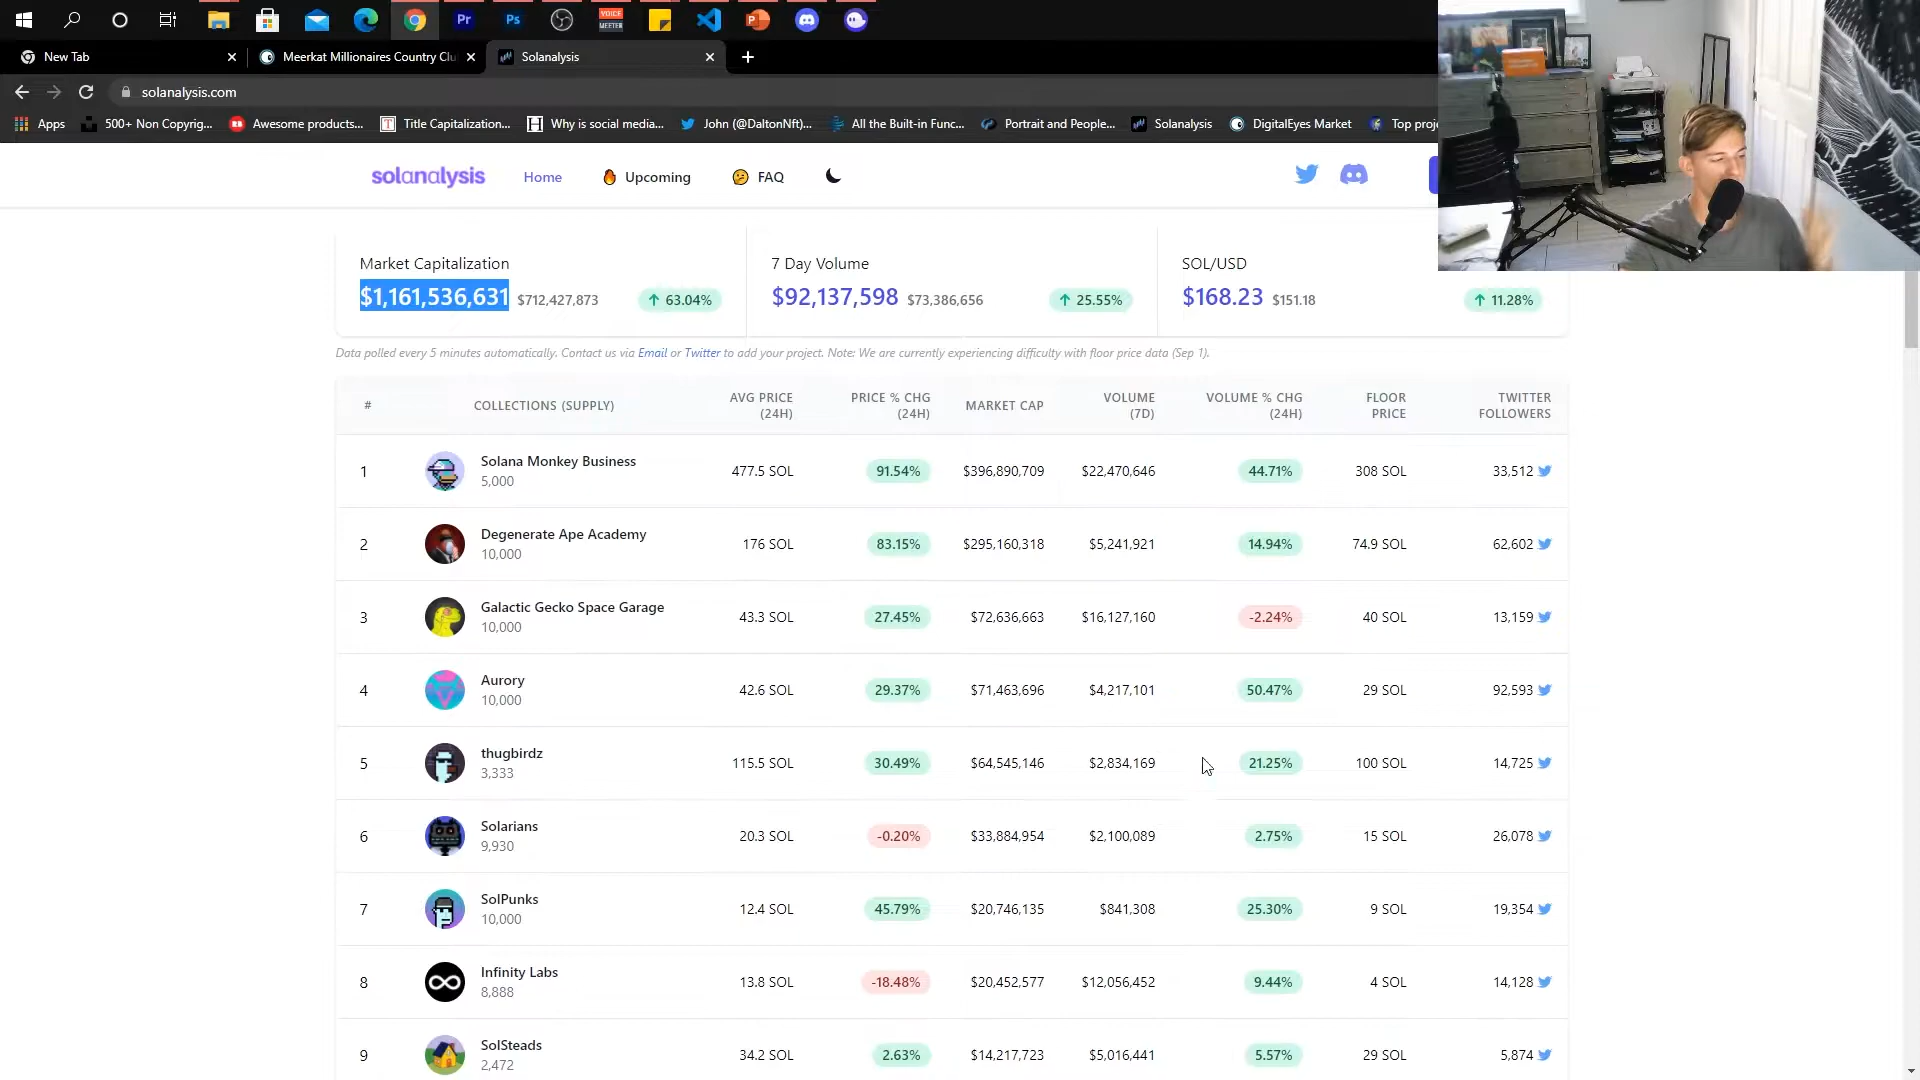 Pr
Ps
VOICE
MEETER
New Tab
Meerkat Millionaires Country Clu
Solanalysis
solanalysis.com
Apps
500+ Non Copyrig...
Awesome products...
Title Capitalization...
Why is social media...
John (@DaltonNft)...
All the Built-in Func...
Portrait and People...
Solanalysis
DigitalEyes Market
Top proj
solanalysis
Home
Upcoming
FAQ
Market Capitalization
$1,161,536,631 $712,427,873 63.04%
7 Day Volume
$92,137,598 $73,386,656 25.55%
SOL/USD
$168.23 $151.18 11.28%
Data polled every 5 minutes automatically. Contact us via Email or Twitter to add your project. Note: We are currently experiencing difficulty with floor price data (Sep 1).
# COLLECTIONS (SUPPLY) AVG PRICE (24H) PRICE % CHG (24H) MARKET CAP VOLUME (7D) VOLUME % CHG (24H) FLOOR PRICE TWITTER FOLLOWERS
1 Solana Monkey Business 477.5 SOL 91.54% $396,890,709 $22,470,646 44.71% 308 SOL 33,512
5,000
2 Degenerate Ape Academy 176 SOL 83.15% $295,160,318 $5,241,921 14.94% 74.9 SOL 62,602
10,000
3 Galactic Gecko Space Garage 43.3 SOL 27.45% $72,636,663 $16,127,160 -2.24% 40 SOL 13,159
10,000
4 Aurory 42.6 SOL 29.37% $71,463,696 $4,217,101 50.47% 29 SOL 92,593
10,000
5 thugbirdz 115.5 SOL 30.49% $64,545,146 $2,834,169 21.25% 100 SOL 14,725
3,333
6 Solarians 20.3 SOL -0.20% $33,884,954 $2,100,089 2.75% 15 SOL 26,078
9,930
7 SolPunks 12.4 SOL 45.79% $20,746,135 $841,308 25.30% 9 SOL 19,354
10,000
8 Infinity Labs 13.8 SOL -18.48% $20,452,577 $12,056,452 9.44% 4 SOL 14,128
8,888
9 SolSteads 34.2 SOL 2.63% $14,217,723 $5,016,441 5.57% 29 SOL 5,874
2,472